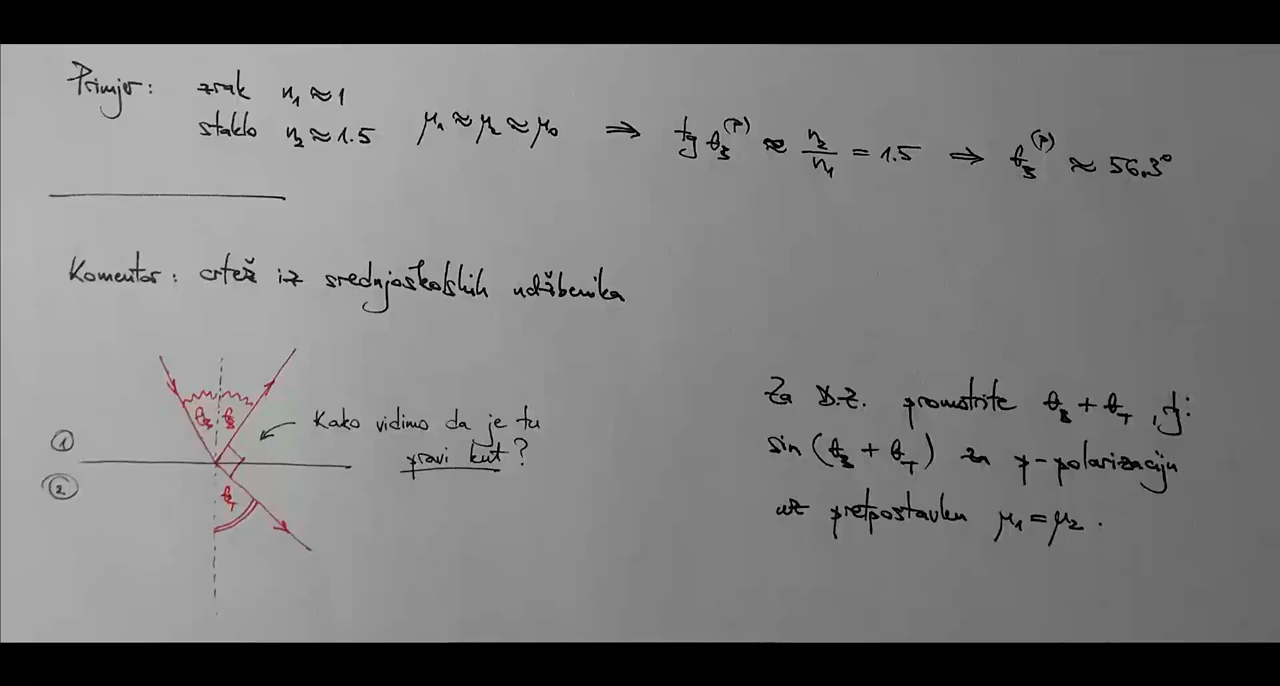 Primjer: zrak n₁ ≈ 1
staklo n₂ ≈ 1.5 μ₁ ≈ μ₂ ≈ μ₀ ⇒ tg θ_B^(p) ≈ n₂/n₁ = 1.5 ⇒ θ_B^(p) ≈ 56.3°
Komentar: crtež iz srednjoškolskih udžbenika
θ_B θ_B
Kako vidimo da je tu
pravi kut?
①
②
θ_T
Za D.Z. promotrite θ_B + θ_T, tj:
sin (θ_B + θ_T) za p-polarizaciju
uz pretpostavku μ₁ = μ₂.